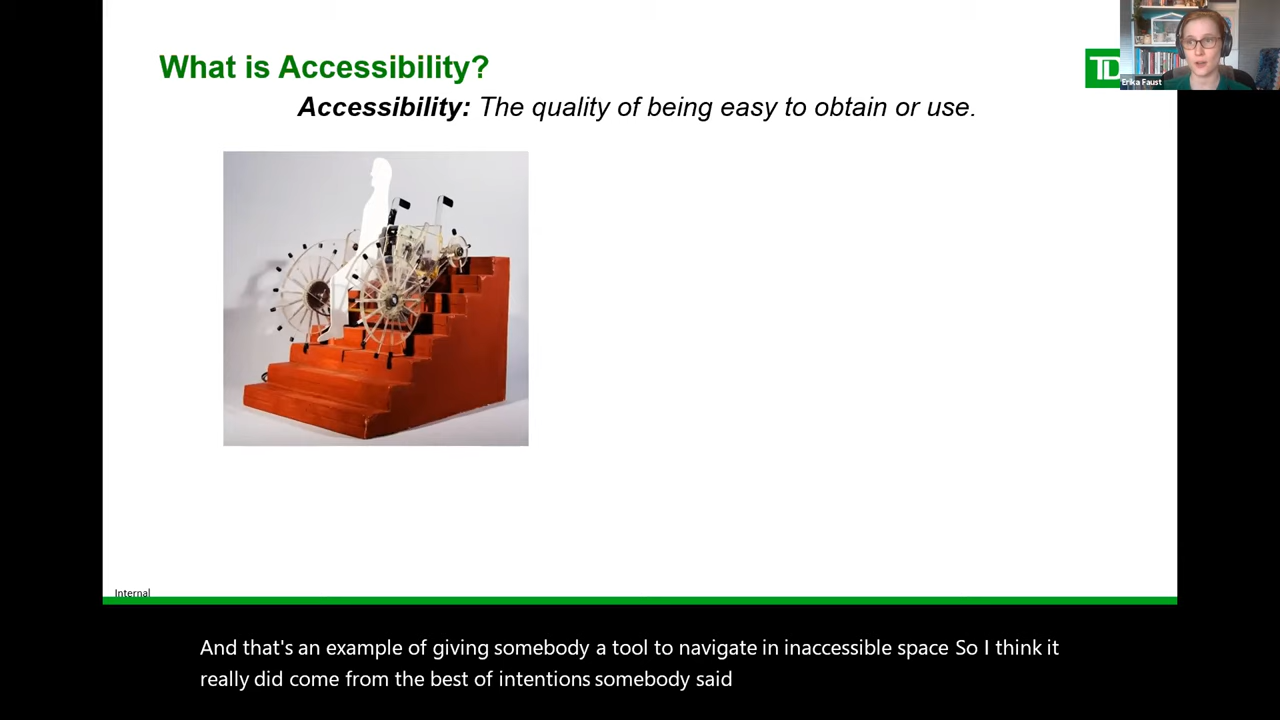 What is Accessibility?
TD
Erika Faust
Accessibility: The quality of being easy to obtain or use.
Internal
And that's an example of giving somebody a tool to navigate in inaccessible space So I think it
really did come from the best of intentions somebody said